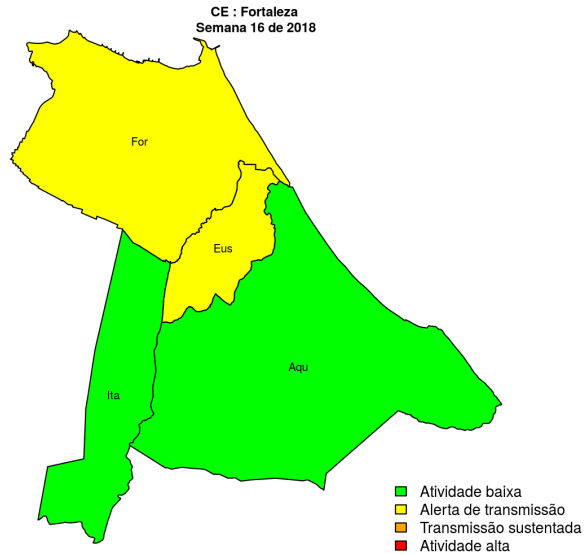 CE : Fortaleza
Semana 16 de 2018
For
Eus
Aqu
Ita
Atividade baixa
Alerta de transmissão
Transmissão sustentada
Atividade alta